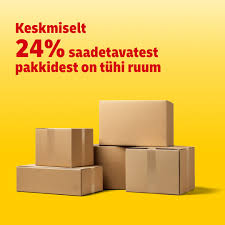 Keskmiselt
24% saadetavatest
pakkidest on tühi ruum